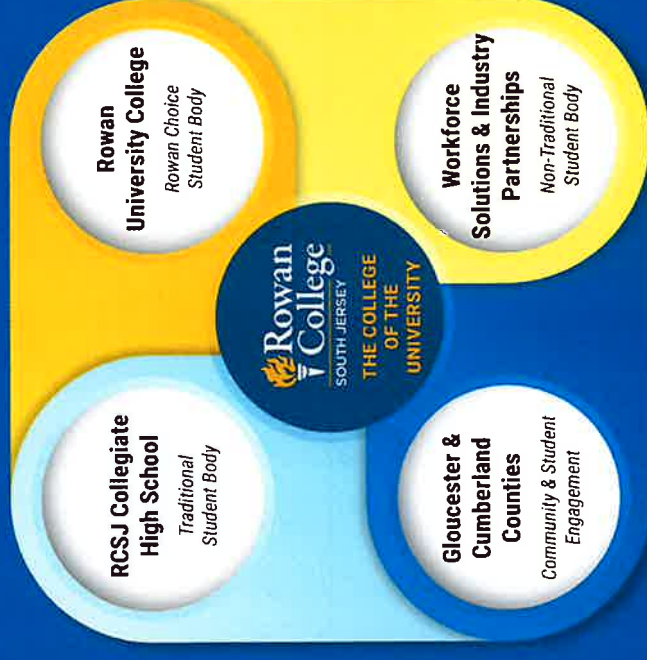 Gloucester &
Cumberland
Counties
Community & Student
Engagement
RCSJ Collegiate
High School
Traditional
Student Body
Rowan
College
SOUTH JERSEY
THE COLLEGE
OF THE
UNIVERSITY
Workforce
Solutions & Industry
Partnerships
Non-Traditional
Student Body
Rowan
University College
Rowan Choice
Student Body